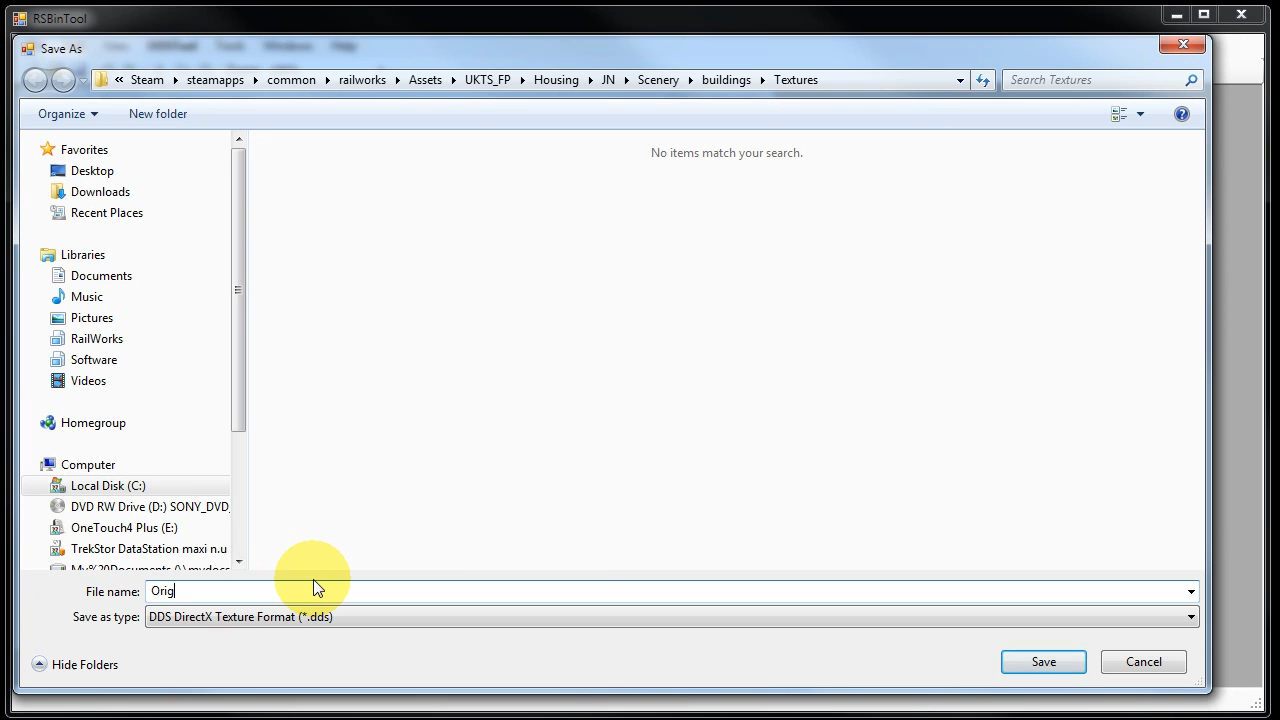 RSBinTool
Save As
« Steam ▸ steamapps ▸ common ▸ railworks ▸ Assets ▸ UKTS_FP ▸ Housing ▸ JN ▸ Scenery ▸ buildings ▸ Textures
Search Textures
Organize
New folder
No items match your search.
Favorites
Desktop
Downloads
Recent Places
Libraries
Documents
Music
Pictures
RailWorks
Software
Videos
Homegroup
Computer
Local Disk (C:)
DVD RW Drive (D:) SONY_DVD_
OneTouch4 Plus (E:)
TrekStor DataStation maxi n.u
My%20Documents (\\mydocs
File name: Orig
Save as type: DDS DirectX Texture Format (*.dds)
Hide Folders
Save
Cancel